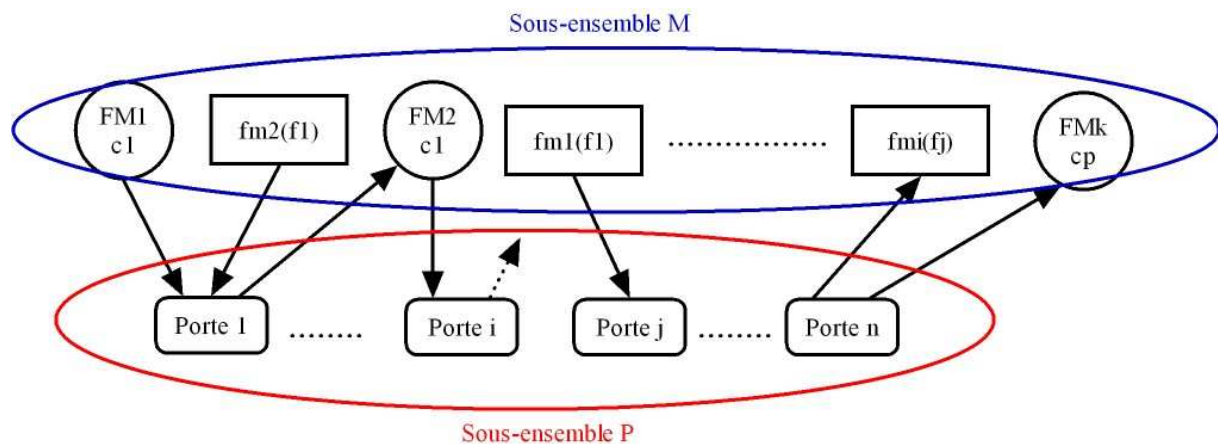 Sous-ensemble M
FM1
c1
fm2(f1)
FM2
c1
fm1(f1)
..................
fmi(fj)
FMk
cp
Porte 1
........
Porte i
Porte j
........
Porte n
Sous-ensemble P